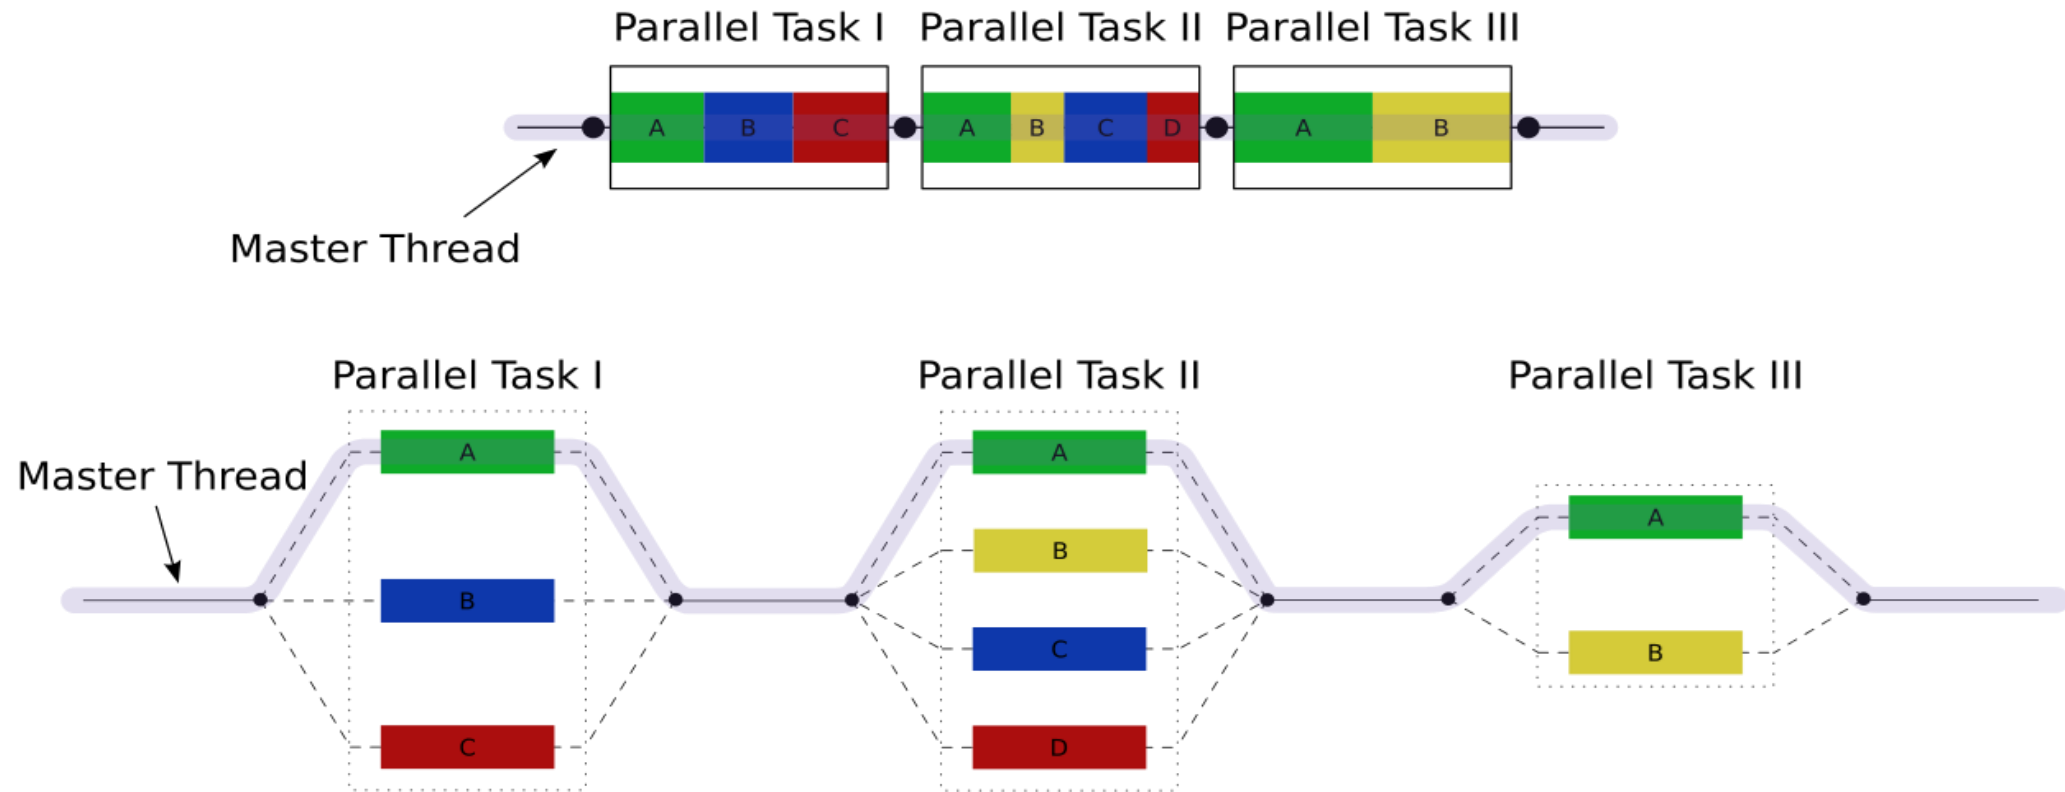 Parallel Task I Parallel Task II Parallel Task III
A B C A B C D A B
Master Thread
Parallel Task I Parallel Task II Parallel Task III
A A
Master Thread
A
B
B
C
B
C D